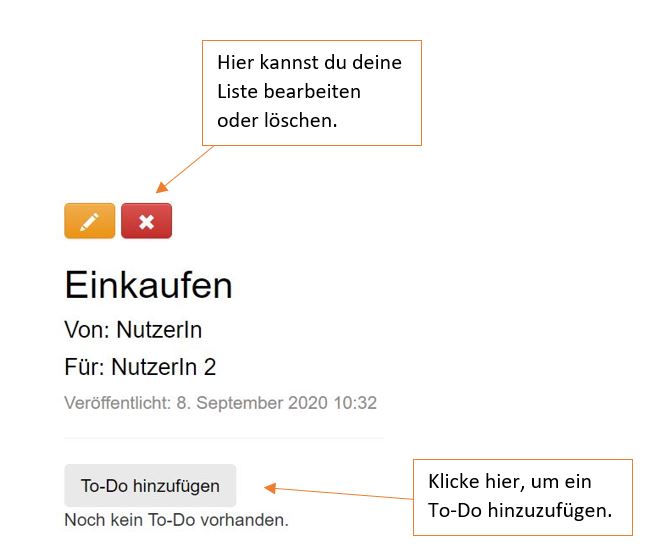 Hier kannst du deine
Liste bearbeiten
oder löschen.
Einkaufen
Von: NutzerIn
Für: NutzerIn 2
Veröffentlicht: 8. September 2020 10:32
To-Do hinzufügen
Noch kein To-Do vorhanden.
Klicke hier, um ein
To-Do hinzuzufügen.